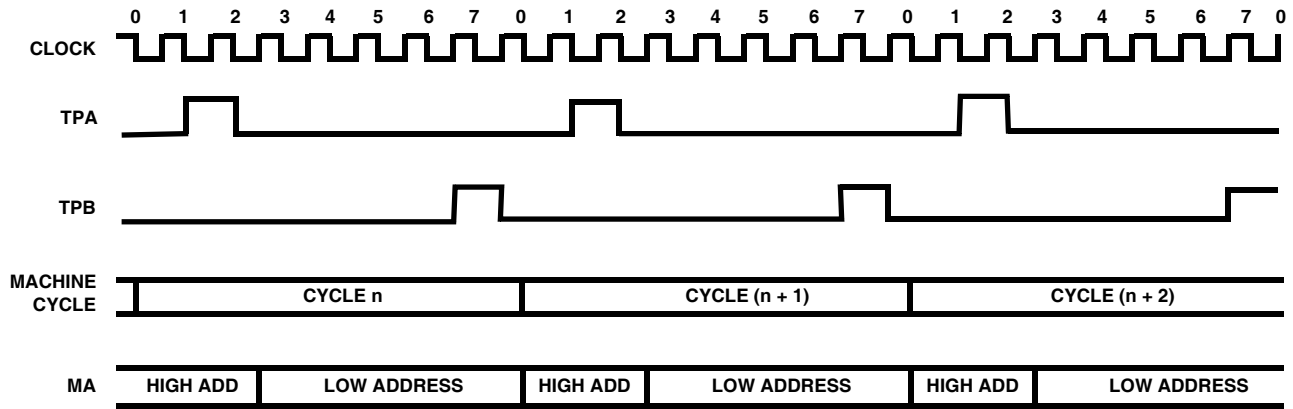 0 1 2 3 4 5 6 7 0 1 2 3 4 5 6 7 0 1 2 3 4 5 6 7 0
CLOCK
TPA
TPB
MACHINE
CYCLE
CYCLE n CYCLE (n + 1) CYCLE (n + 2)
MA HIGH ADD LOW ADDRESS HIGH ADD LOW ADDRESS HIGH ADD LOW ADDRESS